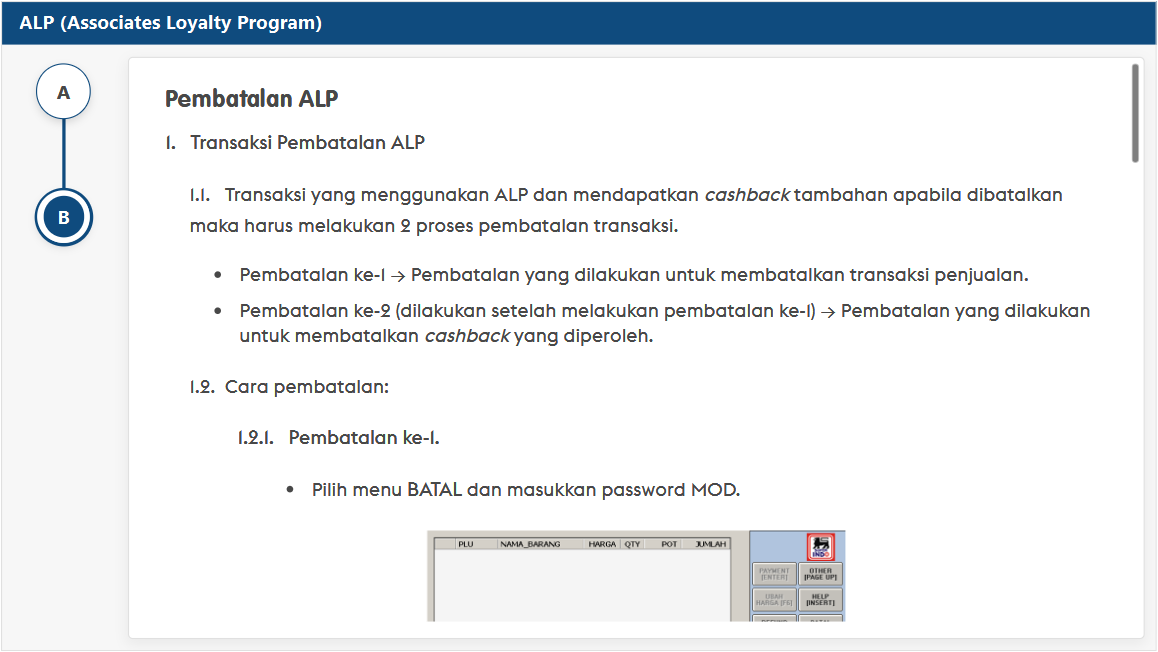 ALP (Associates Loyalty Program)
A
B
Pembatalan ALP
1. Transaksi Pembatalan ALP
1.1. Transaksi yang menggunakan ALP dan mendapatkan cashback tambahan apabila dibatalkan
maka harus melakukan 2 proses pembatalan transaksi.
• Pembatalan ke-1 → Pembatalan yang dilakukan untuk membatalkan transaksi penjualan.
• Pembatalan ke-2 (dilakukan setelah melakukan pembatalan ke-1) → Pembatalan yang dilakukan
untuk membatalkan cashback yang diperoleh.
1.2. Cara pembatalan:
1.2.1. Pembatalan ke-1.
• Pilih menu BATAL dan masukkan password MOD.
PLU NAMA_BARANG HARGA QTY POT JUMLAH
INDO
PAYMENT [ENTER]
OTHER [PAGE UP]
UBAH HARGA [F6]
HELP [INSERT]